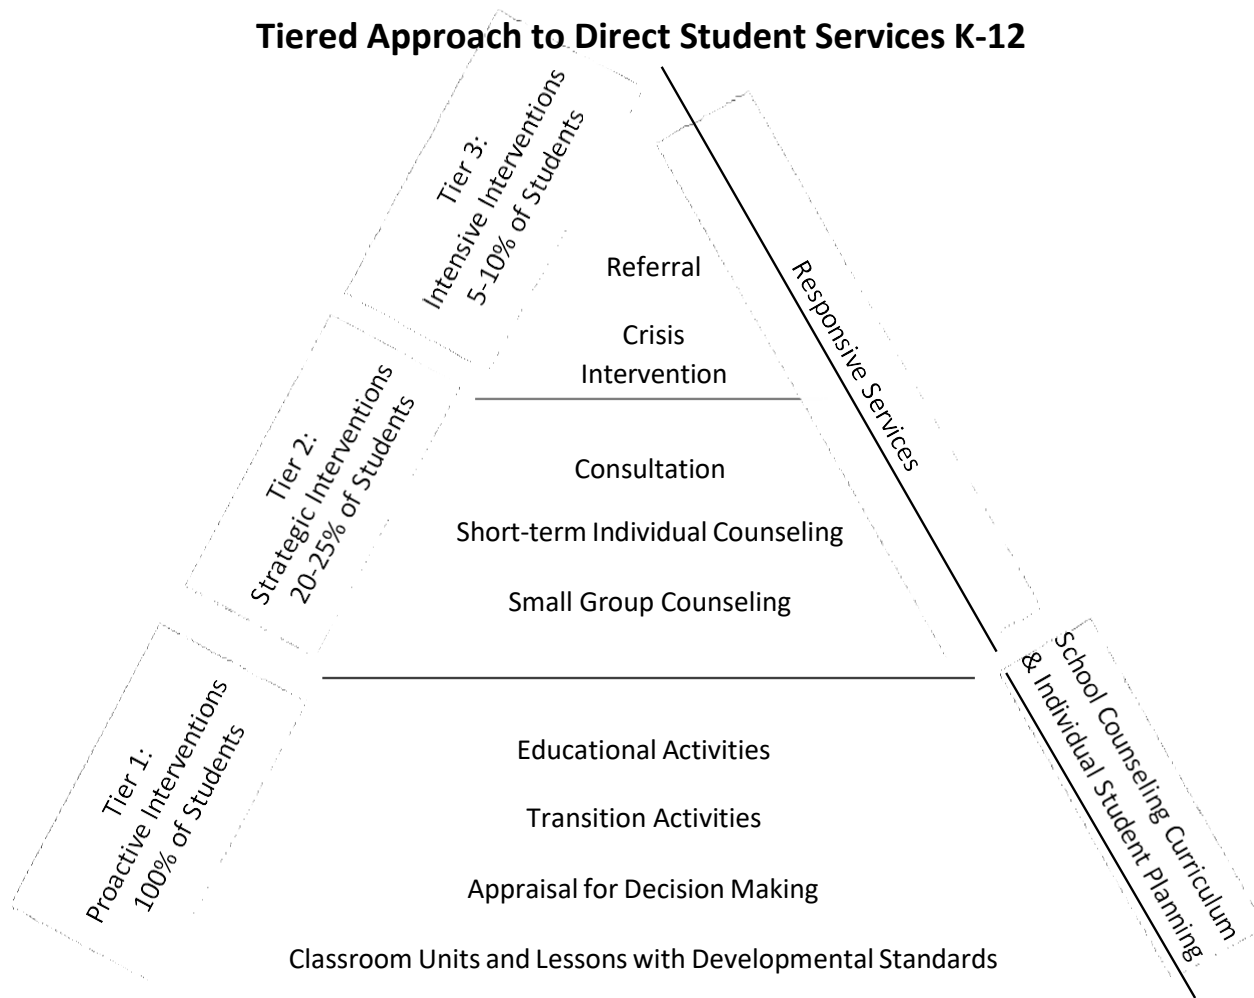 Tiered Approach to Direct Student Services K-12
Tier 3:
Intensive Interventions
5-10% of Students
Referral
Crisis
Intervention
Responsive Services
Tier 2:
Strategic Interventions
20-25% of Students
Consultation
Short-term Individual Counseling
Small Group Counseling
Tier 1:
Proactive Interventions
100% of Students
Educational Activities
Transition Activities
Appraisal for Decision Making
Classroom Units and Lessons with Developmental Standards
School Counseling Curriculum
& Individual Student Planning